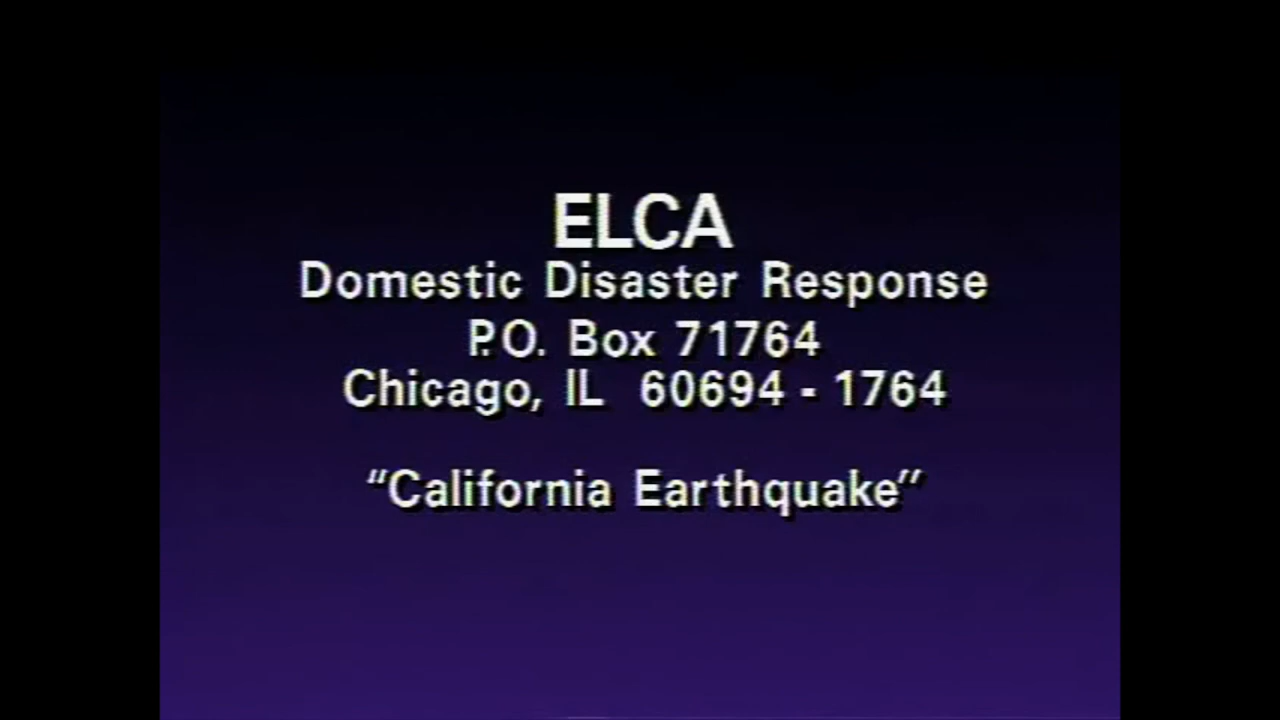 ELCA
Domestic Disaster Response
P.O. Box 71764
Chicago, IL 60694 - 1764
“California Earthquake”